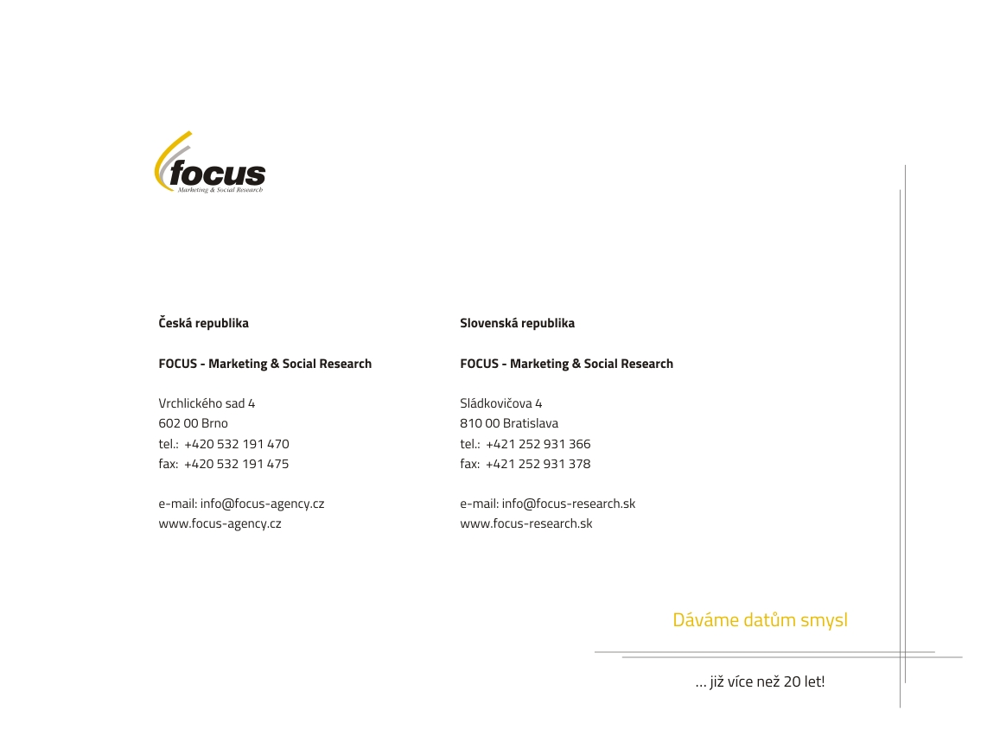 focus
Marketing & Social Research
Česká republika
FOCUS - Marketing & Social Research
Vrchlického sad 4
602 00 Brno
tel.: +420 532 191 470
fax: +420 532 191 475
e-mail: info@focus-agency.cz
www.focus-agency.cz
Slovenská republika
FOCUS - Marketing & Social Research
Sládkovičova 4
810 00 Bratislava
tel.: +421 252 931 366
fax: +421 252 931 378
e-mail: info@focus-research.sk
www.focus-research.sk
Dáváme datům smysl
... již více než 20 let!